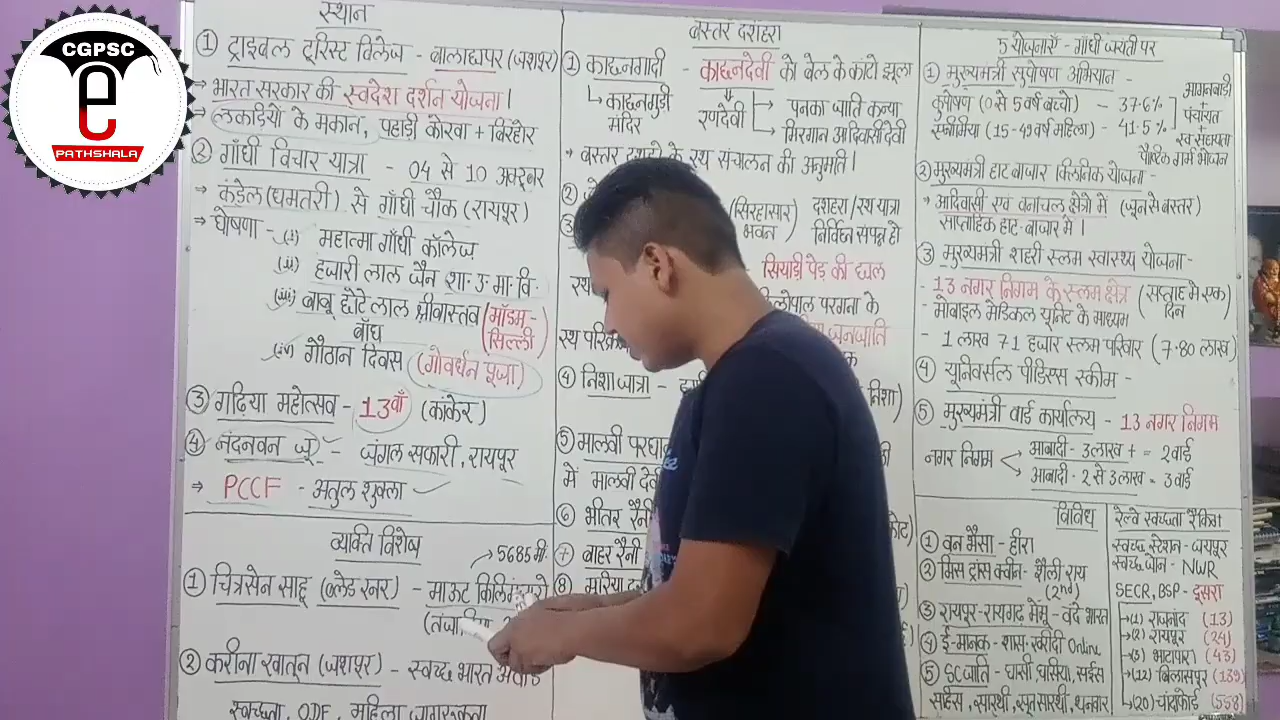 CGPSC
e
PATHSHALA
स्थान
① ट्राइबल टूरिस्ट विलेज - बालाछापर (जशपुर)
→ भारत सरकार की स्वदेश दर्शन योजना।
→ लकडियों के मकान, पहाडी कोरवा + बिरहोर
② गाँधी विचार यात्रा - 04 से 10 अक्टूबर
→ कंडेल (धमतरी) से गाँधी चौक (रायपुर)
→ घोषणा - (i) महात्मा गाँधी कॉलेज
(ii) हजारी लाल जैन शा. उ. मा. वि.
(iii) बाबू छोटे लाल श्रीवास्तव (मॉडम-सिल्ली)
बाँध
(iv) गौठान दिवस (गोवर्धन पूजा)
③ गढ़िया महोत्सव - 13वाँ (कांकेर)
④ नंदनवन जू - जंगल सफारी, रायपूर
→ PCCF - अतुल शुक्ला
व्यक्ति विशेष
→ 5685 मी.
① चित्रसेन साहू (ब्लेड रनर) - माउट किलिमंजारो
② करीना खातून (जशपुर) - स्वच्छ भारत अवार्ड
स्वच्छता, ODF, महिला जागरूकता
बस्तर दशहरा
① काछनगादी - काछनदेवी को बेल के काटों झूला
काछनगुडी मंदिर
रणदेवी
पनका जाति कन्या
मिरगान आदिवासी देवी
→ बस्तर दशहरे के रथ संचालन की अनुमति।
②
③
(सिरहासार भवन)
दशहरा/रथ यात्रा निर्विघ्न संपन्न हो
सियाडी पेड़ की छाल
रथ
परगना के
रथ परिक्रमा
जनजाति
④ निशाजात्रा -
निशा)
⑤ मालवी परघाव
में मालवी देवी
⑥ भीतर रैनी
⑦ बाहर रैनी
⑧ मुरिया
5 योजनाएँ - गाँधी जयंती पर
① मुख्यमंत्री सुपोषण अभियान -
कुपोषण (0 से 5 वर्ष बच्चो) - 37.6%
एनीमिया (15-49 वर्ष महिला) - 41.5%
आगनबाडी
+
पंचायत
+
स्व सहायता
पौष्टिक गर्म भोजन
② मुख्यमंत्री हाट बाजार क्लिनिक योजना -
→ आदिवासी एवं वनांचल क्षेत्रो में (जून से बस्तर)
साप्ताहिक हाट-बाजार में।
③ मुख्यमंत्री शहरी स्लम स्वास्थ्य योजना -
- 13 नगर निगम के स्लम क्षेत्र (सप्ताह में एक दिन)
- मोबाइल मेडिकल यूनिट के माध्यम
- 1 लाख 71 हजार स्लम परिवार (7.80 लाख)
④ यूनिवर्सल पीडिएस स्कीम -
⑤ मुख्यमंत्री वार्ड कार्यालय - 13 नगर निगम
नगर निगम
आबादी - 3 लाख + = 2 वार्ड
आबादी - 2 से 3 लाख = 3 वार्ड
विविध
① वन भैसा - हीरा
② मिस ट्रांस क्वीन - शैली राय
(2nd)
③ रायपुर-रायगढ़ मेमू - वंदे भारत
④ ई-मानक - शास. खरीदी Online
⑤ SC जाति - घासी घासिया, सईस
सहिस, सारथी, सूत सारथी, थनवार
रेल्वे स्वच्छता रैंकिंग
स्वच्छ स्टेशन - जयपुर
स्वच्छ जोन - NWR
SECR, BSP - दूसरा
→ (1) राजनांद (13)
→ (2) रायपुर (24)
→ (3) भाटापारा (43)
→ (12) बिलासपुर (139)
→ (20) चांदाफोर्ट (558)